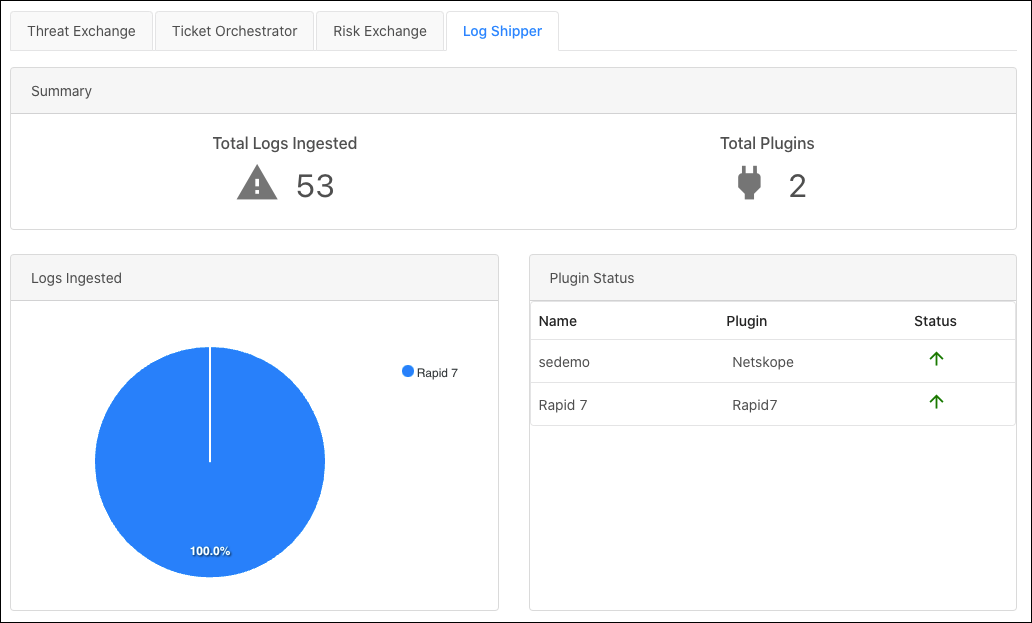 Threat Exchange Ticket Orchestrator Risk Exchange Log Shipper
Summary
Total Logs Ingested Total Plugins
53 2
Logs Ingested
Rapid 7
100.0%
Plugin Status
Name Plugin Status
sedemo Netskope
Rapid 7 Rapid7